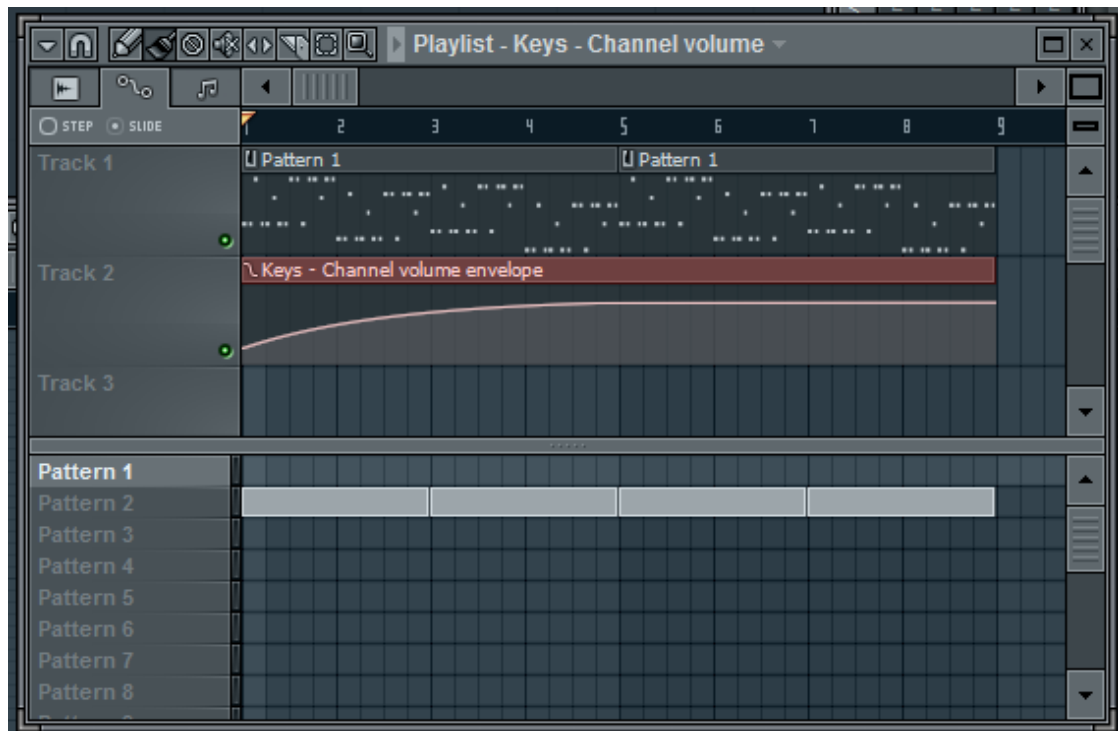 Playlist - Keys - Channel volume
STEP SLIDE
1 2 3 4 5 6 7 8 9
Track 1
Pattern 1 Pattern 1
Track 2
Keys - Channel volume envelope
Track 3
Pattern 1
Pattern 2
Pattern 3
Pattern 4
Pattern 5
Pattern 6
Pattern 7
Pattern 8